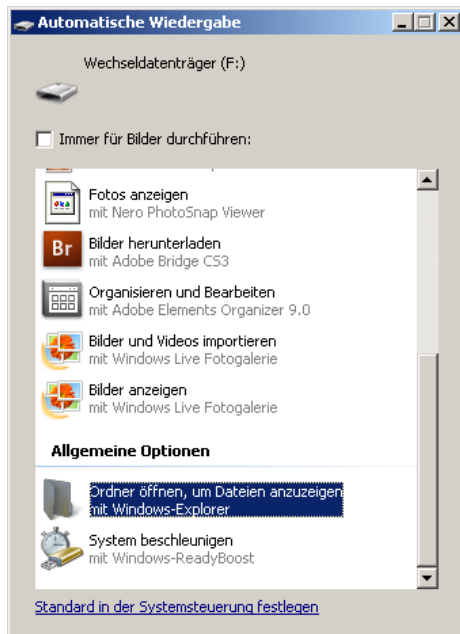 Automatische Wiedergabe
Wechseldatenträger (F:)
Immer für Bilder durchführen:
Fotos anzeigen
mit Nero PhotoSnap Viewer
Br
Bilder herunterladen
mit Adobe Bridge CS3
Organisieren und Bearbeiten
mit Adobe Elements Organizer 9.0
Bilder und Videos importieren
mit Windows Live Fotogalerie
Bilder anzeigen
mit Windows Live Fotogalerie
Allgemeine Optionen
Ordner öffnen, um Dateien anzuzeigen
mit Windows-Explorer
System beschleunigen
mit Windows-ReadyBoost
Standard in der Systemsteuerung festlegen